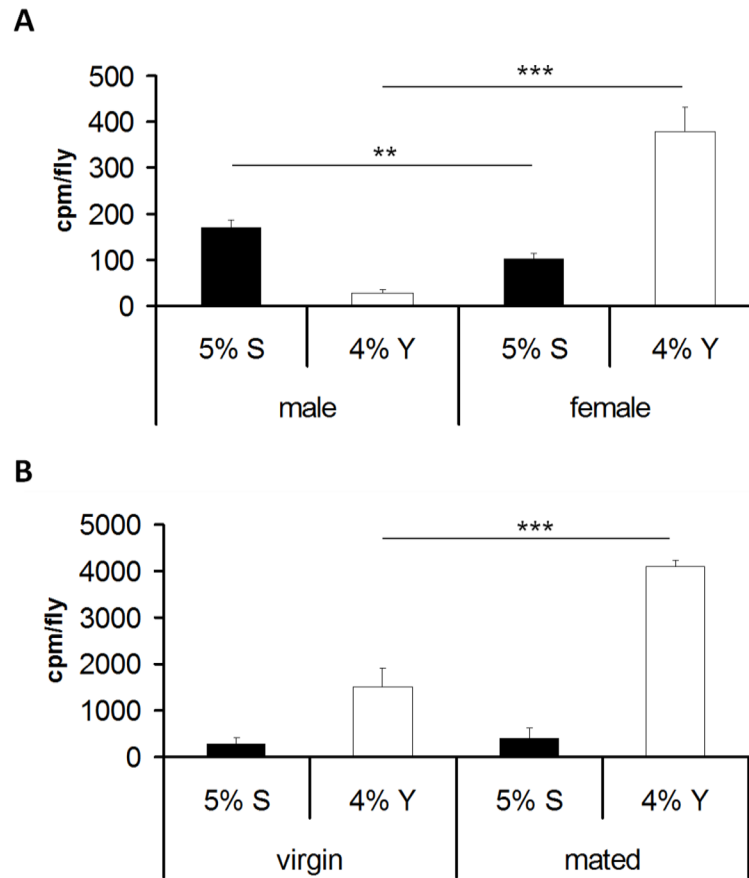 A
500
400
300
200
100
0
cpm/fly
***
**
5% S 4% Y 5% S 4% Y
male female
B
5000
4000
3000
2000
1000
0
cpm/fly
***
5% S 4% Y 5% S 4% Y
virgin mated